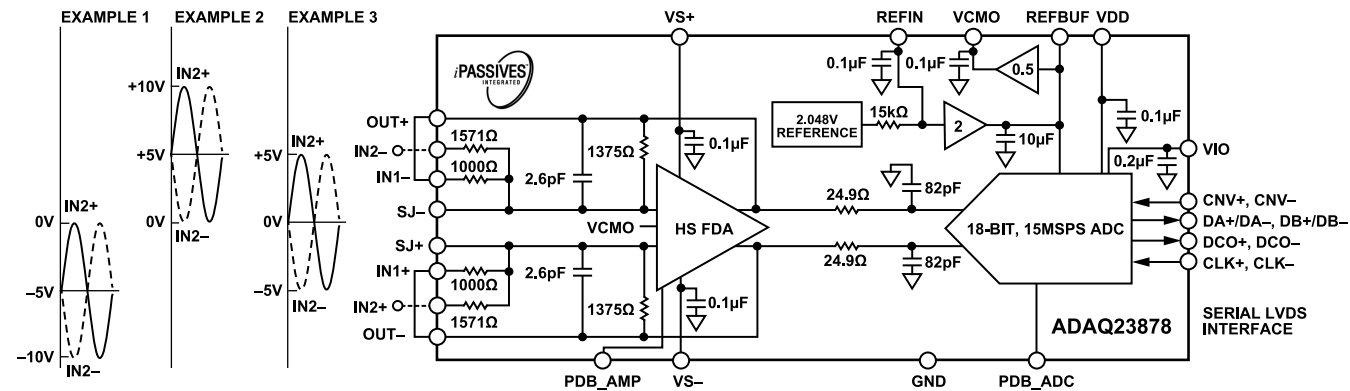 EXAMPLE 1
EXAMPLE 2
EXAMPLE 3
IN2+
+10V
+5V
0V
IN2–
IN2+
+5V
0V
–5V
IN2–
IN2+
0V
–5V
–10V
IN2–
VS+
REFIN
VCMO
REFBUF
VDD
iPASSIVES
INTEGRATED
0.1µF
0.1µF
0.5
2.048V
REFERENCE
15kΩ
2
10µF
0.1µF
0.2µF
VIO
OUT+
IN2–
IN1–
SJ–
SJ+
IN1+
IN2+
OUT–
1571Ω
1000Ω
2.6pF
1375Ω
0.1µF
VCMO
HS FDA
24.9Ω
82pF
24.9Ω
82pF
18-BIT, 15MSPS ADC
CNV+, CNV–
DA+/DA–, DB+/DB–
DCO+, DCO–
CLK+, CLK–
1000Ω
1571Ω
2.6pF
1375Ω
0.1µF
ADAQ23878
SERIAL LVDS
INTERFACE
PDB_AMP
VS–
GND
PDB_ADC